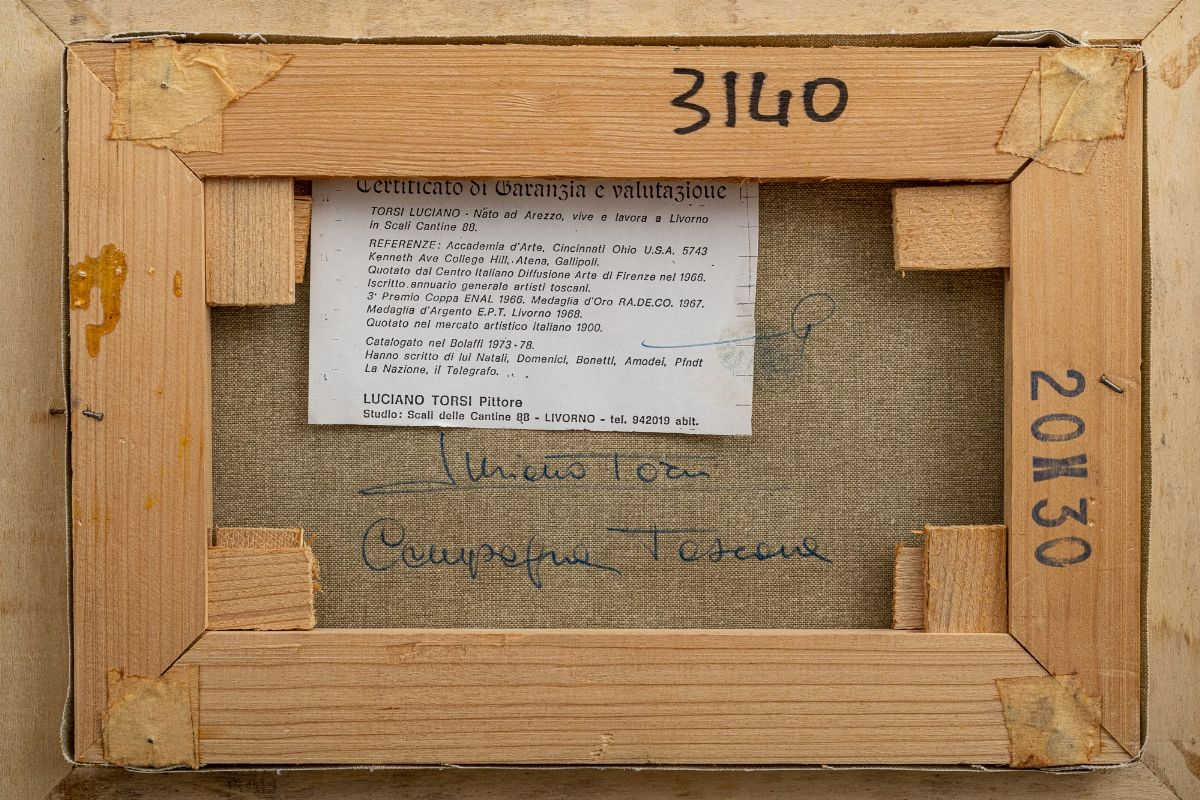 3140
Certificato di Garanzia e valutazione
TORSI LUCIANO - Nato ad Arezzo, vive e lavora a Livorno
in Scali Cantine 88.
REFERENZE: Accademia d'Arte, Cincinnati Ohio U.S.A. 5743
Kenneth Ave College Hill, Atena, Gallipoli.
Quotato dal Centro Italiano Diffusione Arte di Firenze nel 1966.
Iscritto annuario generale artisti toscani.
3° Premio Coppa ENAL 1966. Medaglia d'Oro RA.DE.CO. 1967.
Medaglia d'Argento E.P.T. Livorno 1968.
Quotato nel mercato artistico italiano 1900.
Catalogato nel Bolaffi 1973-78.
Hanno scritto di lui Natali, Domenici, Bonetti, Amodei, Pfndt
La Nazione, il Telegrafo.
LUCIANO TORSI Pittore
Studio: Scali delle Cantine 88 - LIVORNO - tel. 942019 abit.
Luciano Torsi
Campagna Toscana
20X30